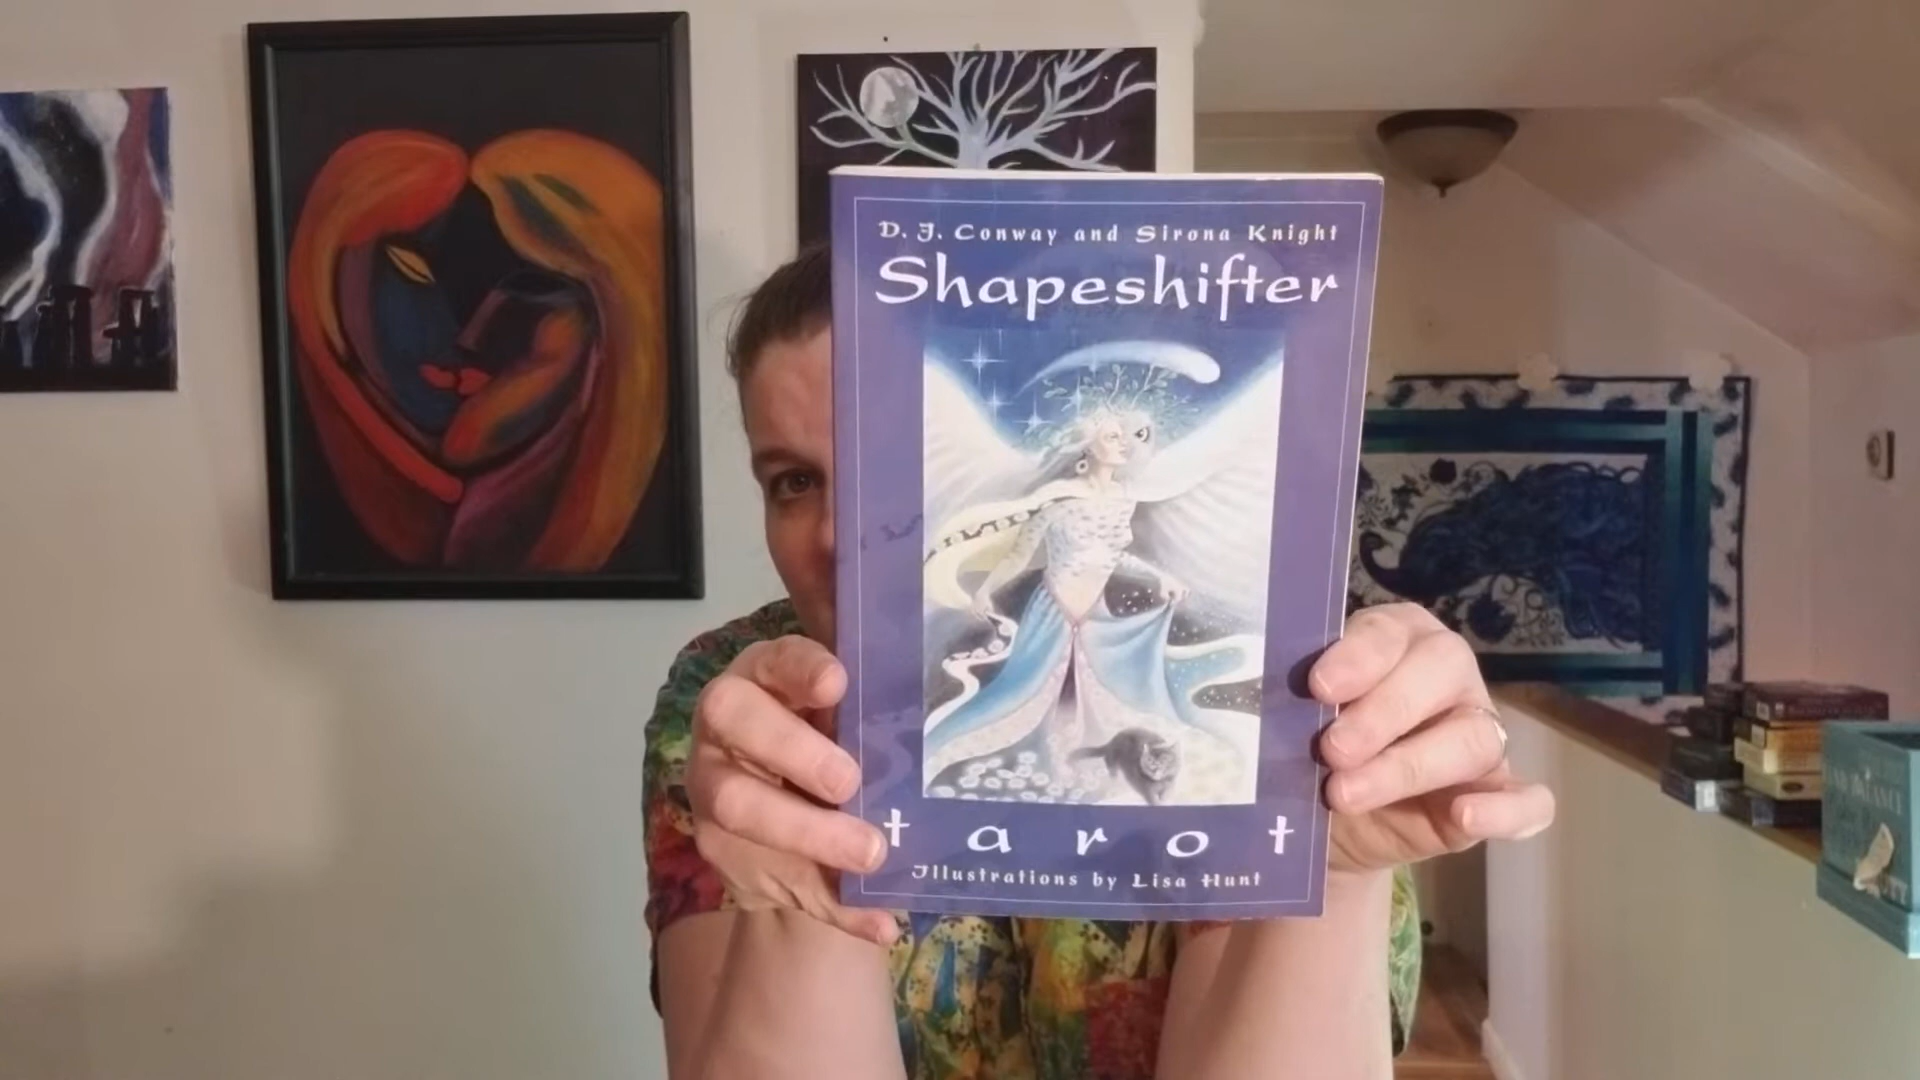 D. J. Conway and Sirona Knight
Shapeshifter
tarot
Illustrations by Lisa Hunt